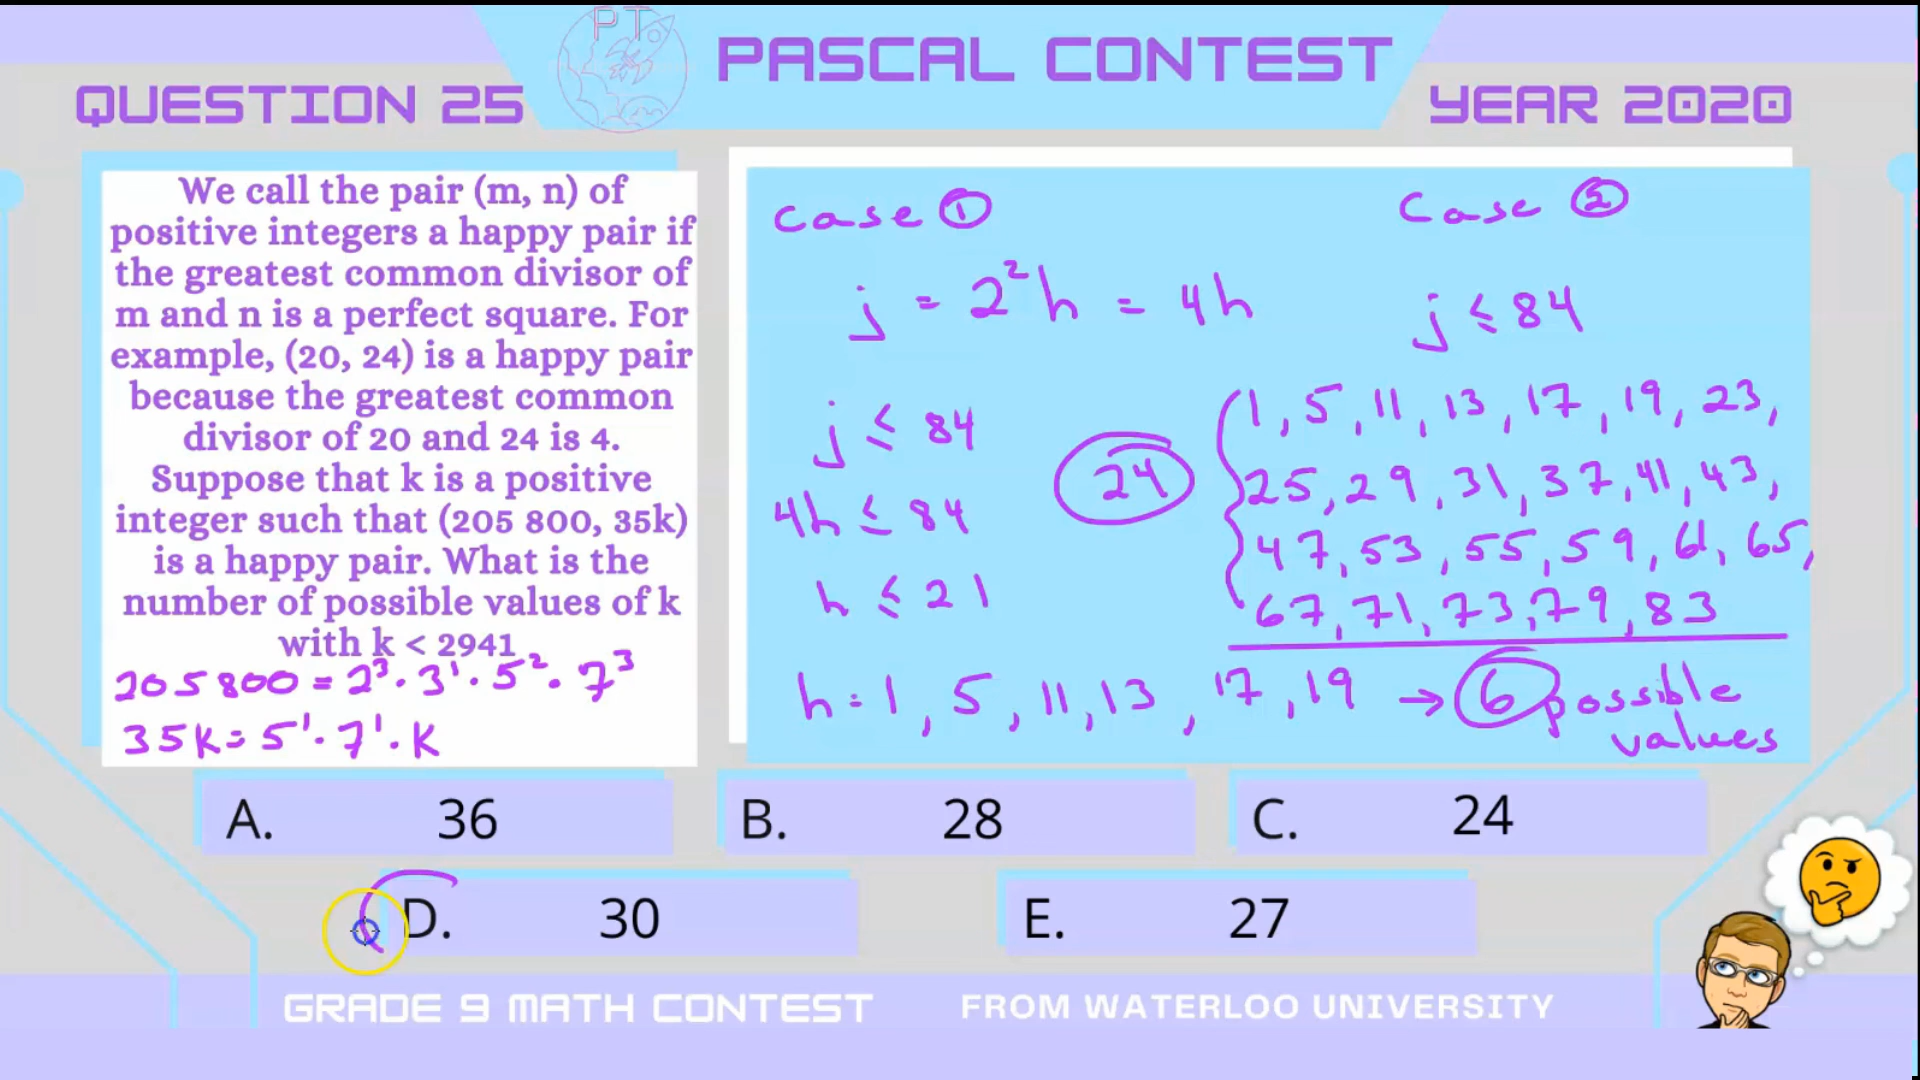 PT
PASCAL CONTEST
QUESTION 25
YEAR 2020
We call the pair (m, n) of
positive integers a happy pair if
the greatest common divisor of
m and n is a perfect square. For
example, (20, 24) is a happy pair
because the greatest common
divisor of 20 and 24 is 4.
Suppose that k is a positive
integer such that (205 800, 35k)
is a happy pair. What is the
number of possible values of k
with k < 2941
205800 = 2³·3¹·5²·7³
35k = 5¹·7¹·k
case ①
j = 2²h = 4h
j ≤ 84
4h ≤ 84
h ≤ 21
Case ②
j ≤ 84
24
1, 5, 11, 13, 17, 19, 23,
25, 29, 31, 37, 41, 43,
47, 53, 55, 59, 61, 65,
67, 71, 73, 79, 83
h = 1, 5, 11, 13, 17, 19 → 6 possible
values
A. 36
B. 28
C. 24
D. 30
E. 27
GRADE 9 MATH CONTEST
FROM WATERLOO UNIVERSITY